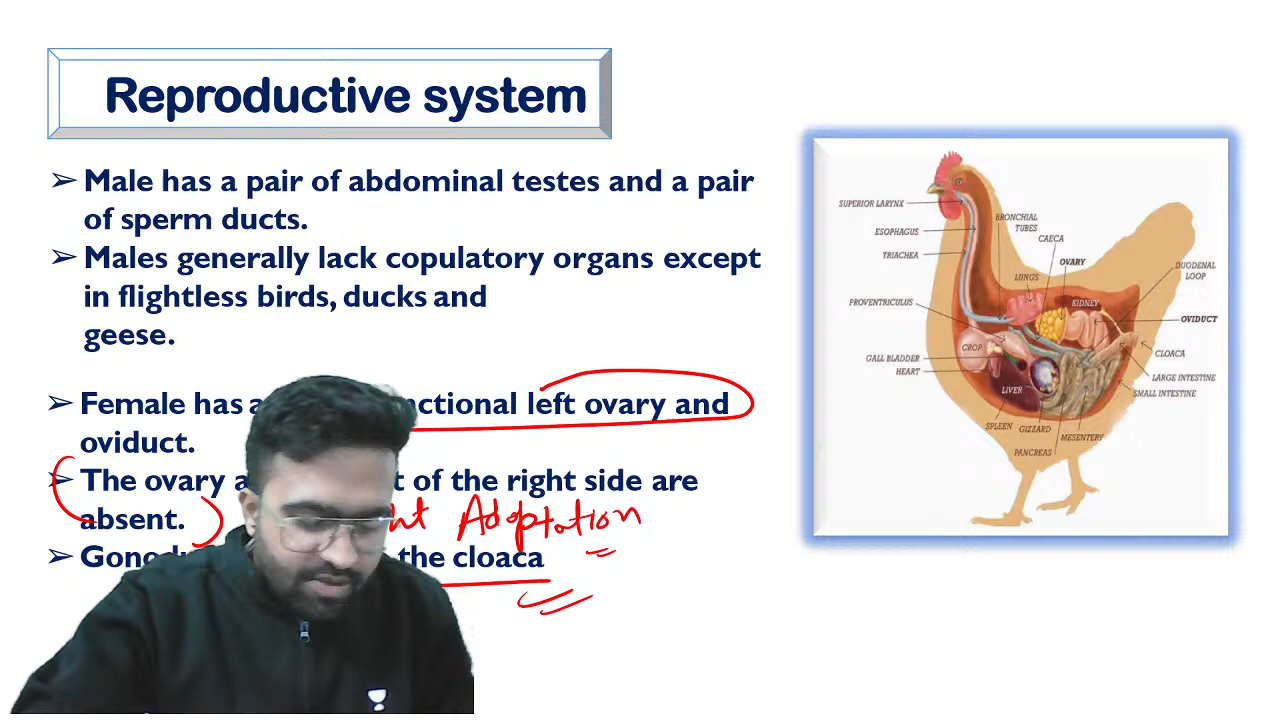 Reproductive system
➢ Male has a pair of abdominal testes and a pair
of sperm ducts.
➢ Males generally lack copulatory organs except
in flightless birds, ducks and
geese.
➢ Female has a nctional left ovary and
oviduct.
➢ The ovary a t of the right side are
absent.
ht Adaptation
➢ Gono the cloaca
SUPERIOR LARYNX
BRONCHIAL
TUBES
ESOPHAGUS
CAECA
TRIACHEA
OVARY
DUODENAL
LOOP
LUNGS
PROVENTRICULUS
KIDNEY
OVIDUCT
CROP
CLOACA
GALL BLADDER
HEART
LARGE INTESTINE
LIVER
SMALL INTESTINE
SPLEEN
GIZZARD
MESENTERY
PANCREAS